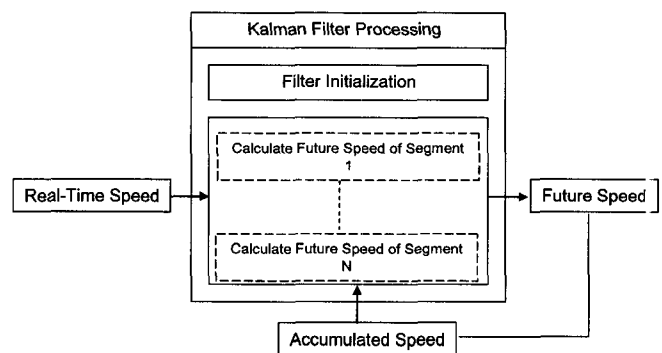 Kalman Filter Processing
Filter Initialization
Calculate Future Speed of Segment
1
Real-Time Speed
Future Speed
Calculate Future Speed of Segment
N
Accumulated Speed